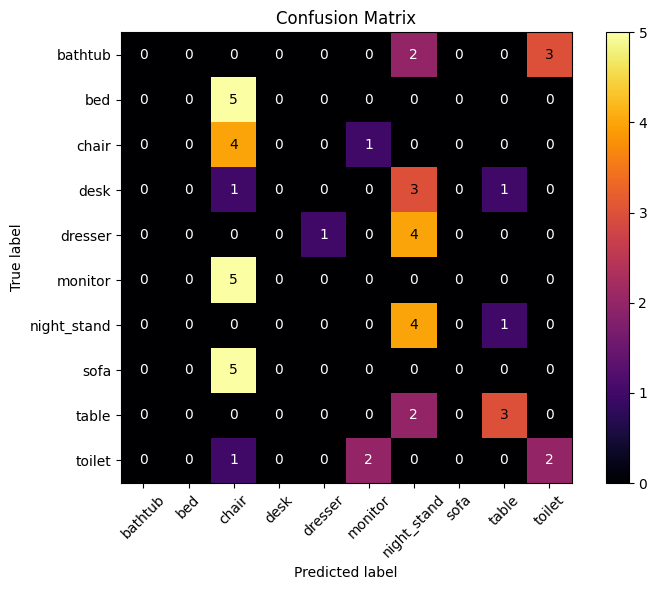 Confusion Matrix
True label
bathtub 0 0 0 0 0 0 2 0 0 3
bed 0 0 5 0 0 0 0 0 0 0
chair 0 0 4 0 0 1 0 0 0 0
desk 0 0 1 0 0 0 3 0 1 0
dresser 0 0 0 0 1 0 4 0 0 0
monitor 0 0 5 0 0 0 0 0 0 0
night_stand 0 0 0 0 0 0 4 0 1 0
sofa 0 0 5 0 0 0 0 0 0 0
table 0 0 0 0 0 0 2 0 3 0
toilet 0 0 1 0 0 2 0 0 0 2
bathtub bed chair desk dresser monitor night_stand sofa table toilet
Predicted label
5
4
3
2
1
0